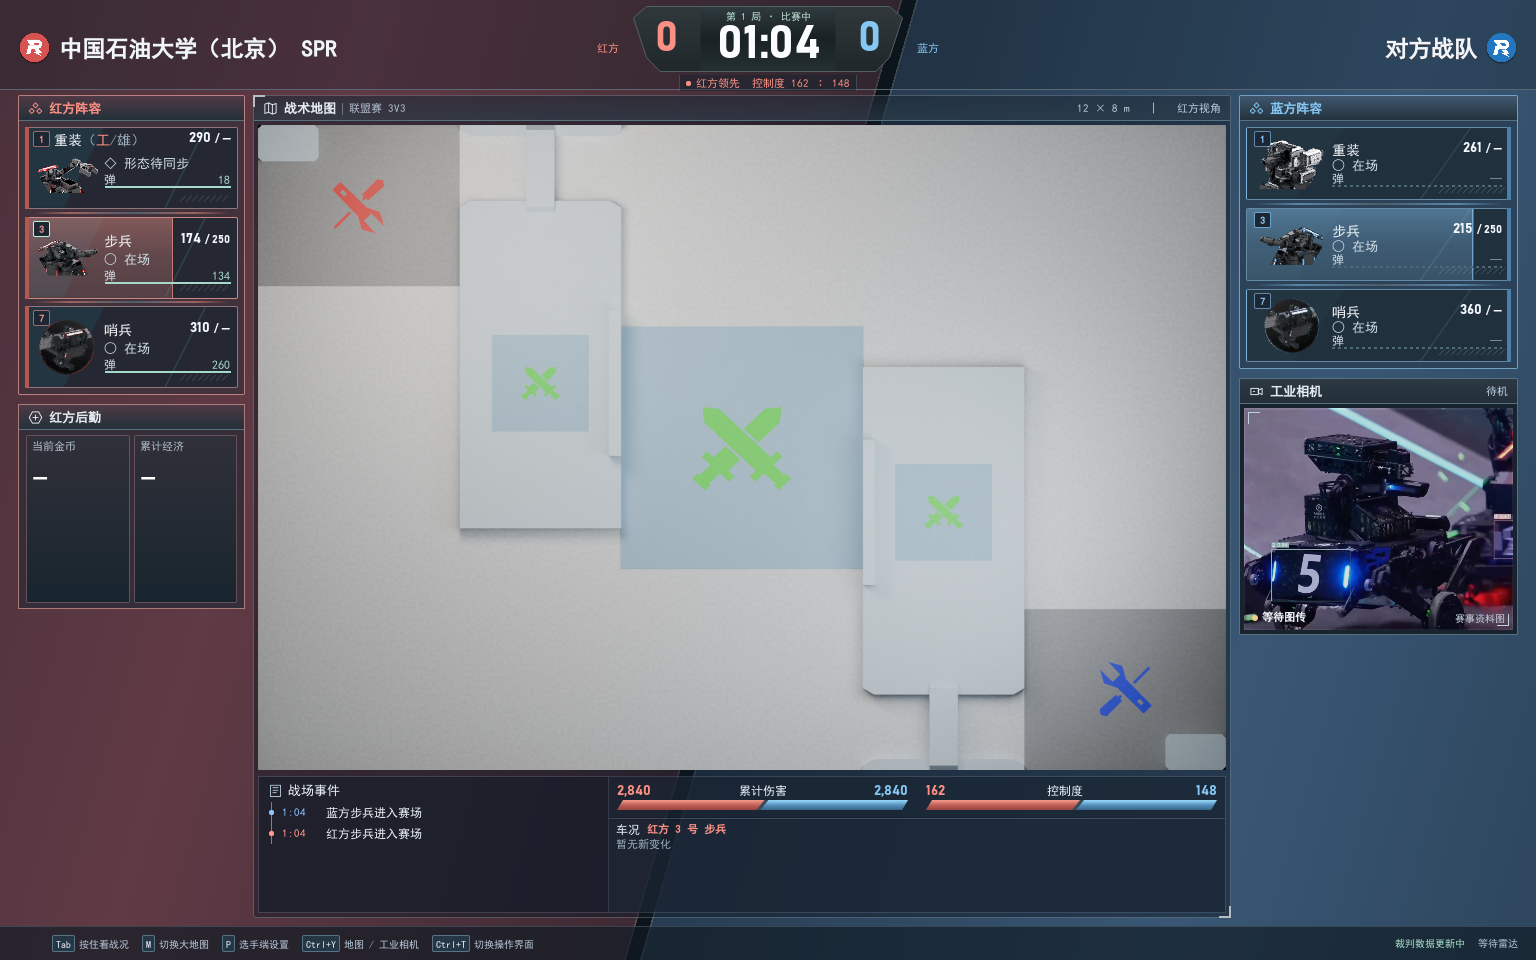 中国石油大学（北京） SPR
红方
0
第 1 局 · 比赛中
01:04
0
蓝方
红方领先 控制度 162 : 148
对方战队
红方阵容
1 重装（工/雄） 290 / —
◇ 形态待同步
弹 18
3 步兵 174 / 250
○ 在场
弹 134
7 哨兵 310 / —
○ 在场
弹 260
红方后勤
当前金币 累计经济
— —
战术地图 | 联盟赛 3V3 12 × 8 m | 红方视角
蓝方阵容
1 重装 261 / —
○ 在场
弹 —
3 步兵 215 / 250
○ 在场
弹 —
7 哨兵 360 / —
○ 在场
弹 —
工业相机 待机
5
等待图传 赛事资料图
战场事件
1:04 蓝方步兵进入赛场
1:04 红方步兵进入赛场
2,840 累计伤害 2,840
162 控制度 148
车况 红方 3 号 步兵
暂无新变化
Tab 按住看战况 M 切换大地图 P 选手端设置 Ctrl+Y 地图 / 工业相机 Ctrl+T 切换操作界面
裁判数据更新中 等待雷达